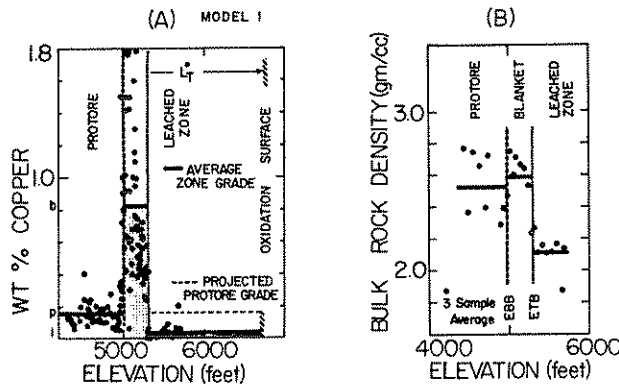 (A) MODEL 1
WT % COPPER
1.8
1.0
b
p
l
PROTORE
LEACHED
ZONE
L_T
AVERAGE
ZONE GRADE
OXIDATION SURFACE
PROJECTED
PROTORE GRADE
5000 6000
ELEVATION (feet)
(B)
BULK ROCK DENSITY (gm/cc)
3.0
2.0
PROTORE
BLANKET
LEACHED
ZONE
3 Sample
Average
EBB
ETB
4000 5000 6000
ELEVATION (feet)